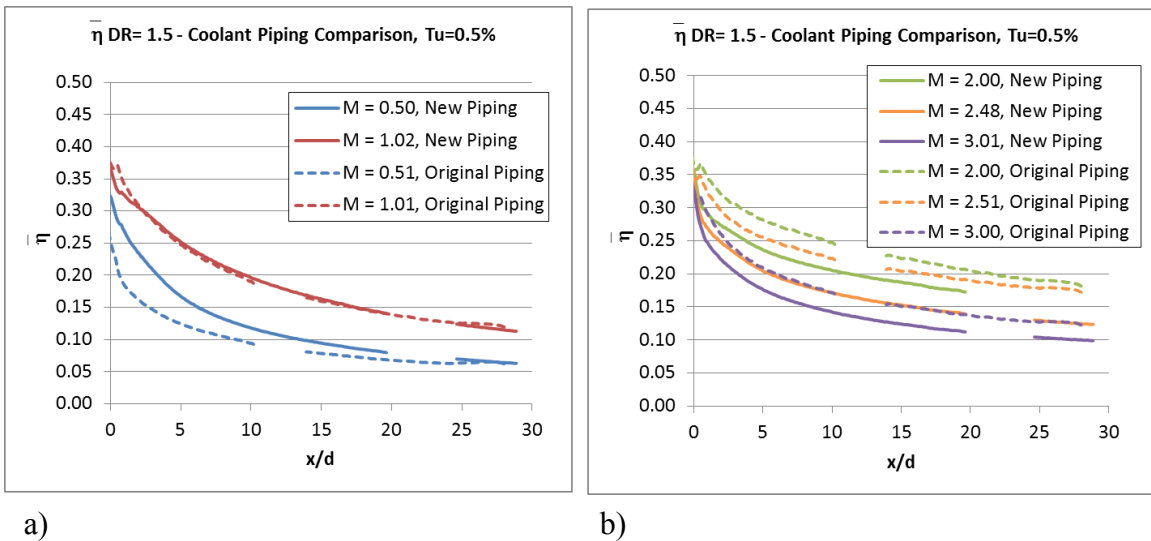 η̅ DR= 1.5 - Coolant Piping Comparison, Tu=0.5%
0.50
0.45
0.40
0.35
0.30
0.25
0.20
0.15
0.10
0.05
0.00
η̅
M = 0.50, New Piping
M = 1.02, New Piping
M = 0.51, Original Piping
M = 1.01, Original Piping
0 5 10 15 20 25 30
x/d
a)
η̅ DR= 1.5 - Coolant Piping Comparison, Tu=0.5%
0.50
0.45
0.40
0.35
0.30
0.25
0.20
0.15
0.10
0.05
0.00
η̅
M = 2.00, New Piping
M = 2.48, New Piping
M = 3.01, New Piping
M = 2.00, Original Piping
M = 2.51, Original Piping
M = 3.00, Original Piping
0 5 10 15 20 25 30
x/d
b)